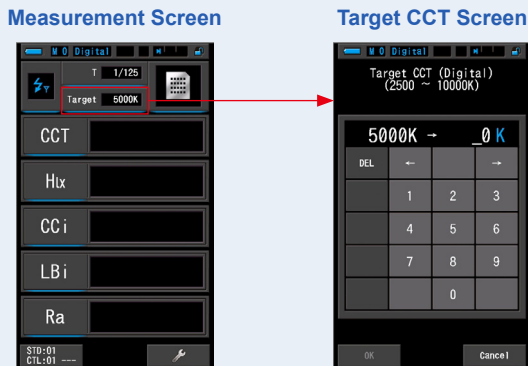 Measurement Screen
M 0 Digital
T 1/125
Target 5000K
CCT
Hlx
CCi
LBi
Ra
STD:01
CTL:01 ---
Target CCT Screen
M 0 Digital
Target CCT (Digital)
(2500 ~ 10000K)
5000K → _0 K
DEL ← →
1 2 3
4 5 6
7 8 9
0
OK Cancel